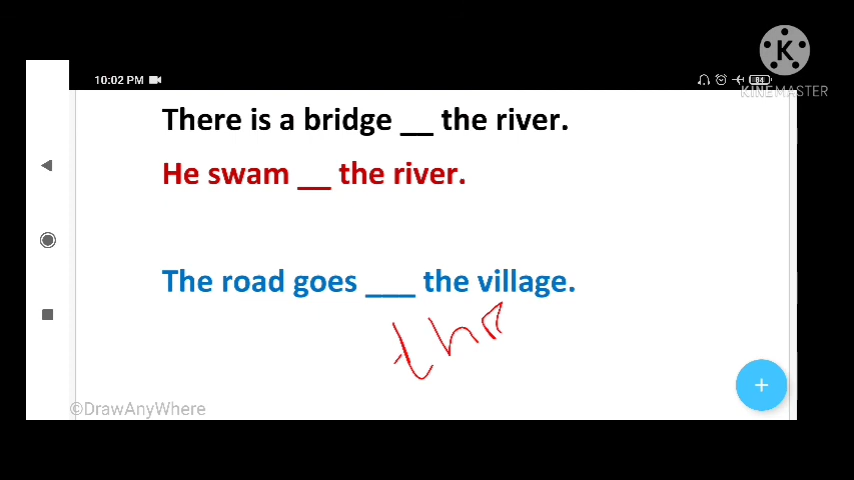 10:02 PM
84
K
KINEMASTER
There is a bridge __ the river.
He swam __ the river.
The road goes ___ the village.
thr
+
©DrawAnyWhere